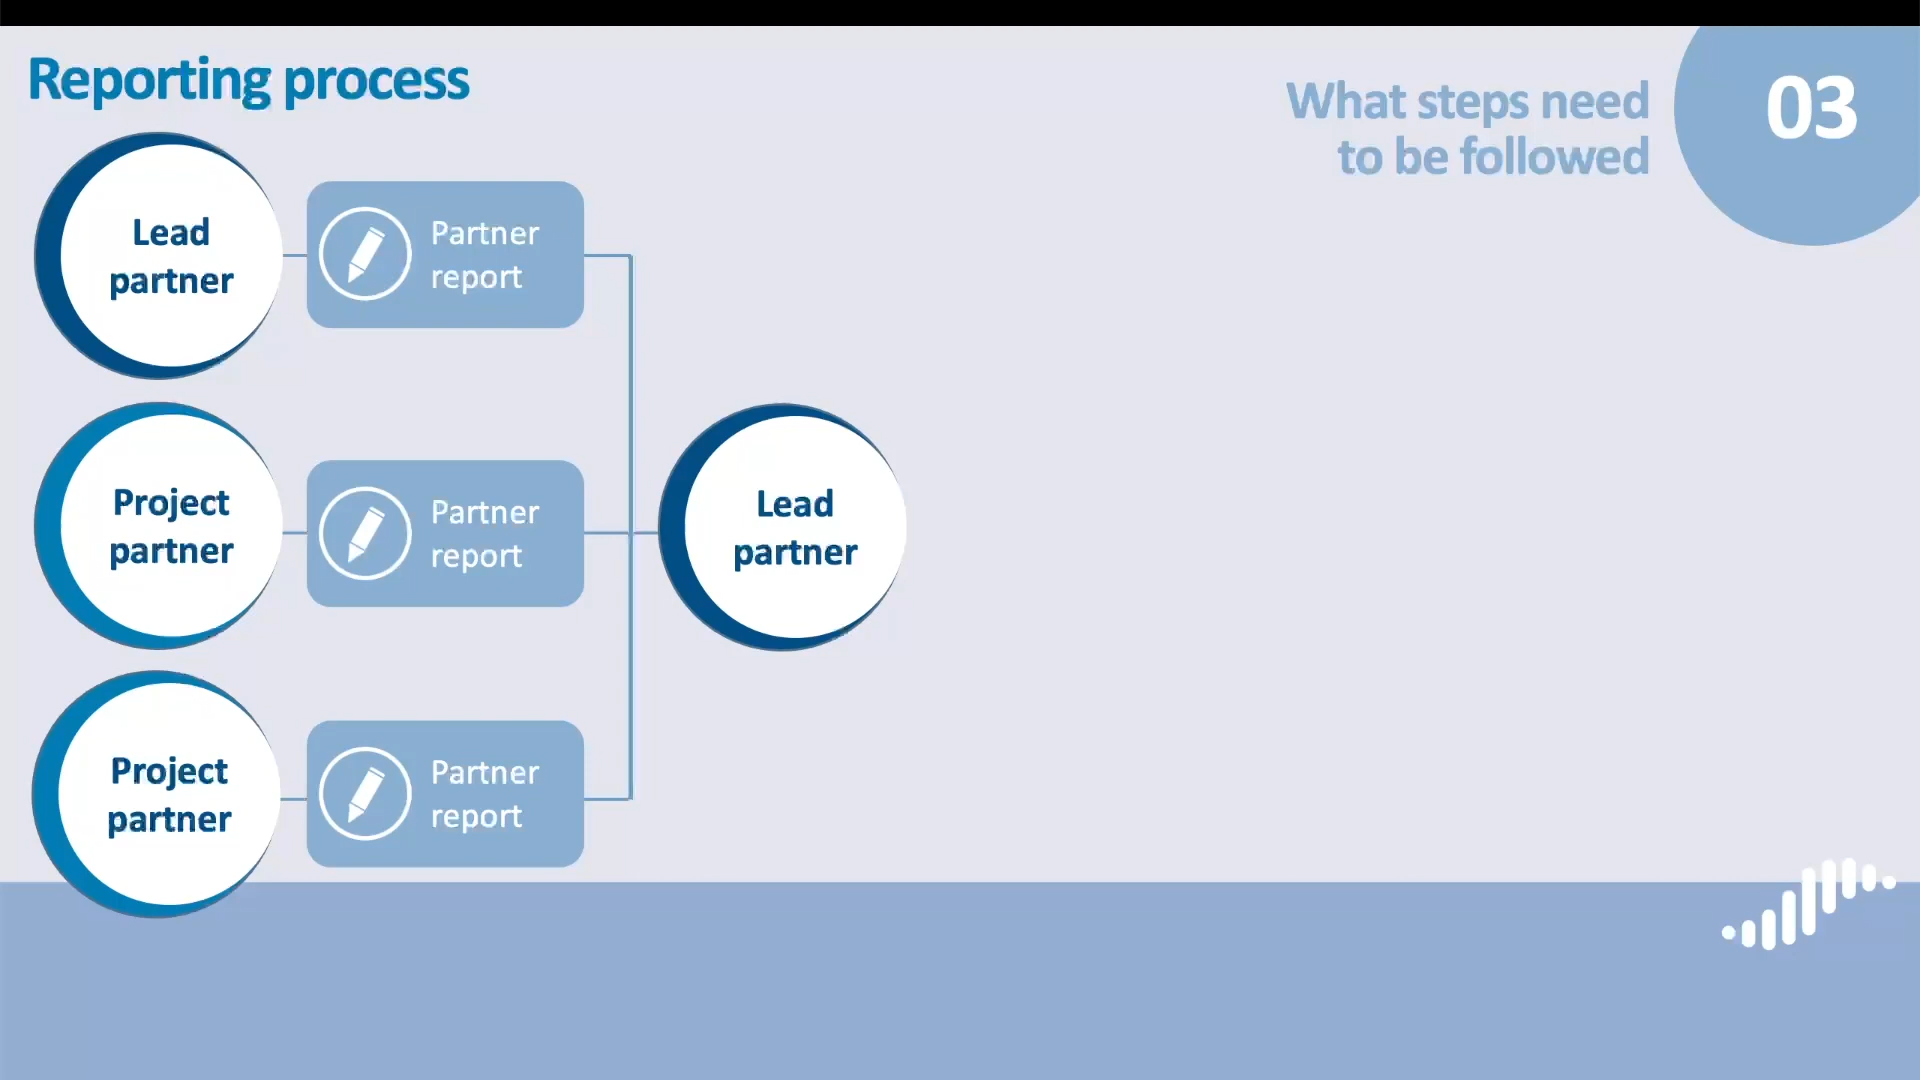 Reporting process
What steps need
to be followed
03
Lead
partner
Partner
report
Project
partner
Partner
report
Lead
partner
Project
partner
Partner
report